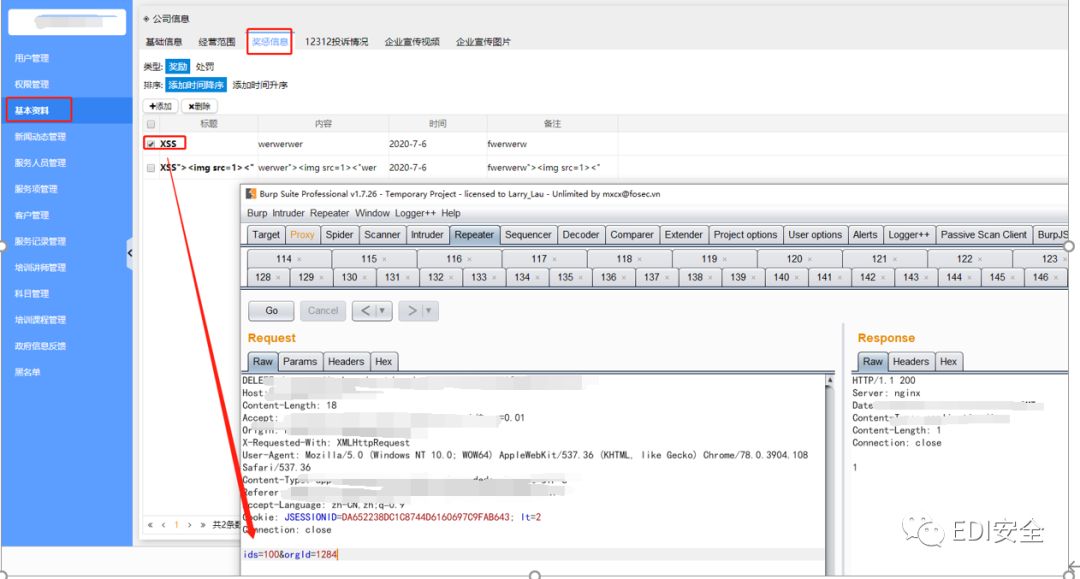 公司信息
基础信息 经营范围 奖惩信息 12312投诉情况 企业宣传视频 企业宣传图片
类型: 奖励 处罚
排序: 添加时间降序 添加时间升序
+添加 ×删除
标题 内容 时间 备注
XSS werwerwer 2020-7-6 fwerwerw
XSS"><img src=1><" werwer"><img src=1><"wer 2020-7-6 fwerwerw"><img src=1><"
用户管理
权限管理
基本资料
新闻动态管理
服务人员管理
服务项管理
客户管理
服务记录管理
培训讲师管理
科目管理
培训课程管理
政府信息反馈
黑名单
« ‹ 1 › » 共2条
Burp Suite Professional v1.7.26 - Temporary Project - licensed to Larry_Lau - Unlimited by mxcx@fosec.vn
Burp Intruder Repeater Window Logger++ Help
Target Proxy Spider Scanner Intruder Repeater Sequencer Decoder Comparer Extender Project options User options Alerts Logger++ Passive Scan Client BurpJS
114 × 115 × 116 × 117 × 118 × 119 × 120 × 121 × 122 × 123 ×
128 × 129 × 130 × 131 × 132 × 133 × 134 × 135 × 136 × 137 × 138 × 139 × 140 × 141 × 142 × 143 × 144 × 145 × 146 ×
Go Cancel < ▼ > ▼
Request
Raw Params Headers Hex
Host:
Content-Length: 18
Accept: =0.01
X-Requested-With: XMLHttpRequest
User-Agent: Mozilla/5.0 (Windows NT 10.0; WOW64) AppleWebKit/537.36 (KHTML, like Gecko) Chrome/78.0.3904.108
Safari/537.36
Content-Type:
Referer
Accept-Language: zh-CN,zh;q=0.9
Cookie: JSESSIONID=DA652238DC1C8744D6160697C9FAB643; lt=2
Connection: close
ids=100&orgId=1284
Response
Raw Headers Hex
HTTP/1.1 200
Server: nginx
Date
Content-Length: 1
Connection: close
1
EDI安全